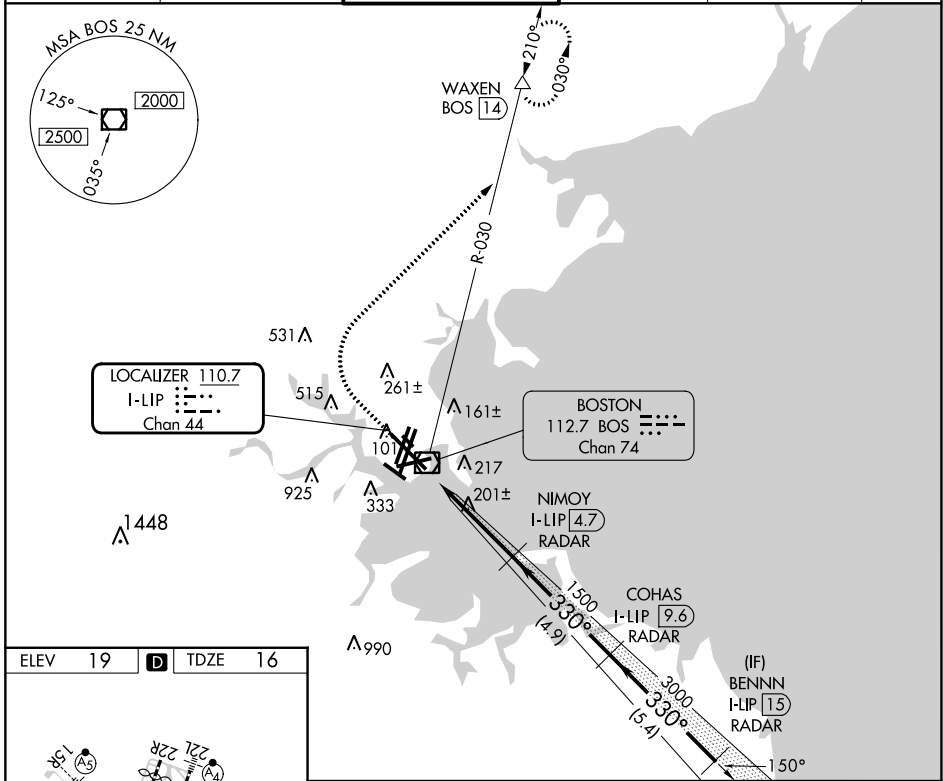 MSA BOS 25 NM
125°
2000
2500
035°
210°
030°
WAXEN
BOS 14
R-030
531
LOCALIZER 110.7
I-LIP
Chan 44
515
261±
161±
BOSTON
112.7 BOS
Chan 74
101
217
925
333
201±
1448
NIMOY
I-LIP 4.7
RADAR
1500
330°
(4.9)
COHAS
I-LIP 9.6
RADAR
990
3000
330°
(5.4)
(IF)
BENNN
I-LIP 15
RADAR
150°
ELEV 19 D TDZE 16
15R
A5
22R
22L
A4